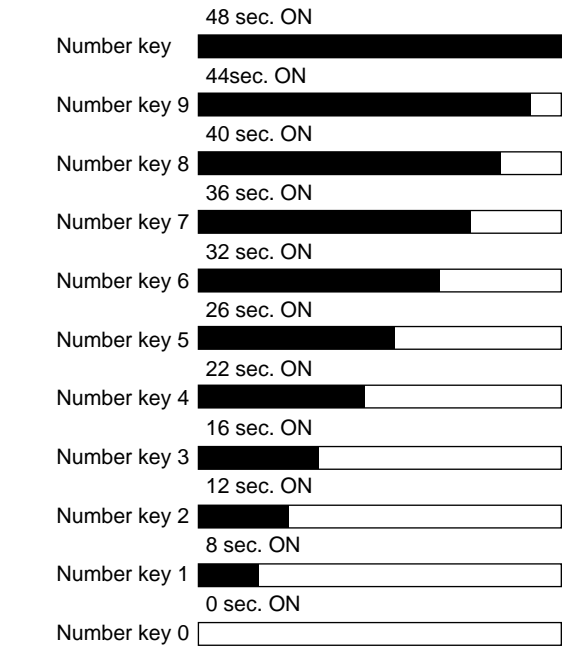 48 sec. ON
Number key
44sec. ON
Number key 9
40 sec. ON
Number key 8
36 sec. ON
Number key 7
32 sec. ON
Number key 6
26 sec. ON
Number key 5
22 sec. ON
Number key 4
16 sec. ON
Number key 3
12 sec. ON
Number key 2
8 sec. ON
Number key 1
0 sec. ON
Number key 0